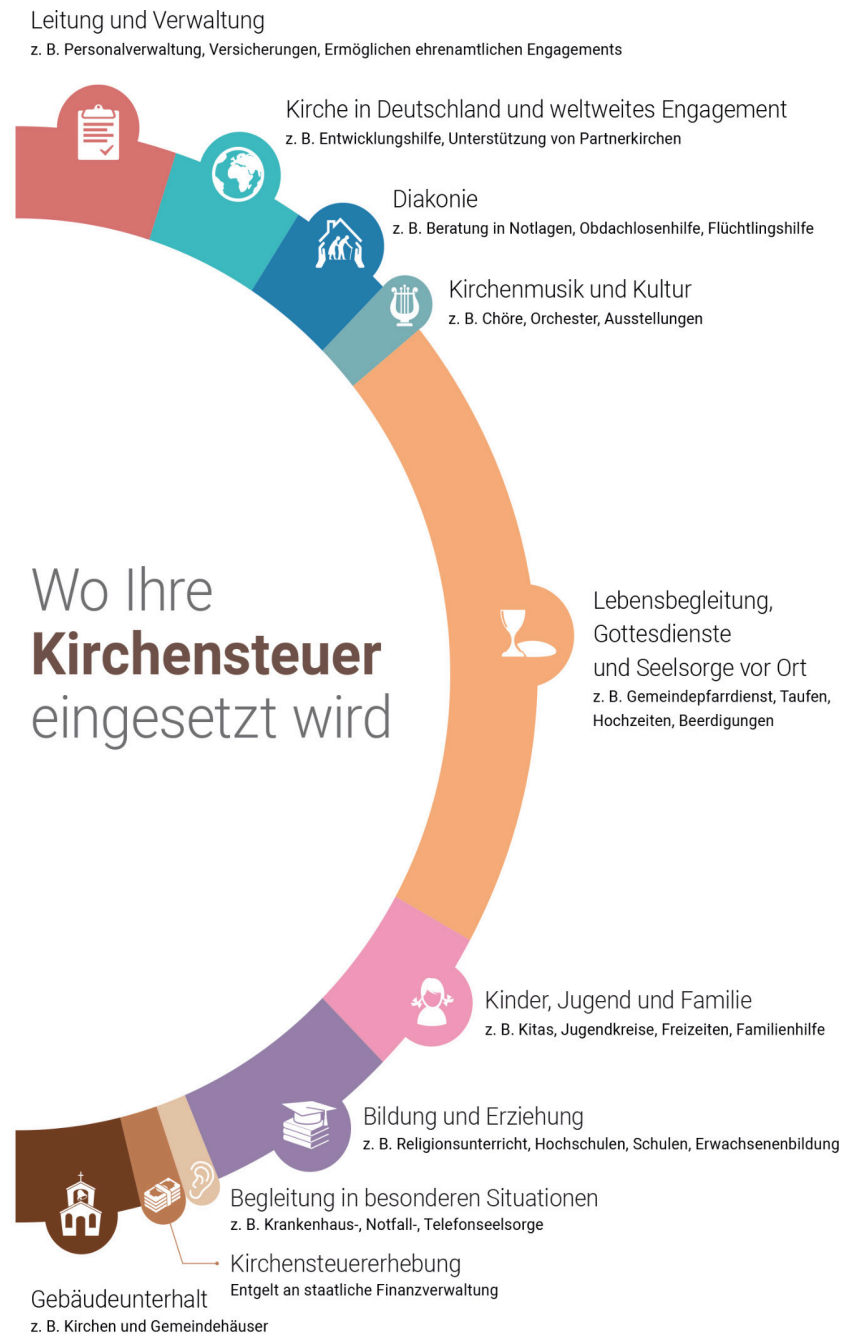 Leitung und Verwaltung
z. B. Personalverwaltung, Versicherungen, Ermöglichen ehrenamtlichen Engagements
Kirche in Deutschland und weltweites Engagement
z. B. Entwicklungshilfe, Unterstützung von Partnerkirchen
Diakonie
z. B. Beratung in Notlagen, Obdachlosenhilfe, Flüchtlingshilfe
Kirchenmusik und Kultur
z. B. Chöre, Orchester, Ausstellungen
Wo Ihre
Kirchensteuer
eingesetzt wird
Lebensbegleitung,
Gottesdienste
und Seelsorge vor Ort
z. B. Gemeindepfarrdienst, Taufen,
Hochzeiten, Beerdigungen
Kinder, Jugend und Familie
z. B. Kitas, Jugendkreise, Freizeiten, Familienhilfe
Bildung und Erziehung
z. B. Religionsunterricht, Hochschulen, Schulen, Erwachsenenbildung
Begleitung in besonderen Situationen
z. B. Krankenhaus-, Notfall-, Telefonseelsorge
Kirchensteuererhebung
Entgelt an staatliche Finanzverwaltung
Gebäudeunterhalt
z. B. Kirchen und Gemeindehäuser